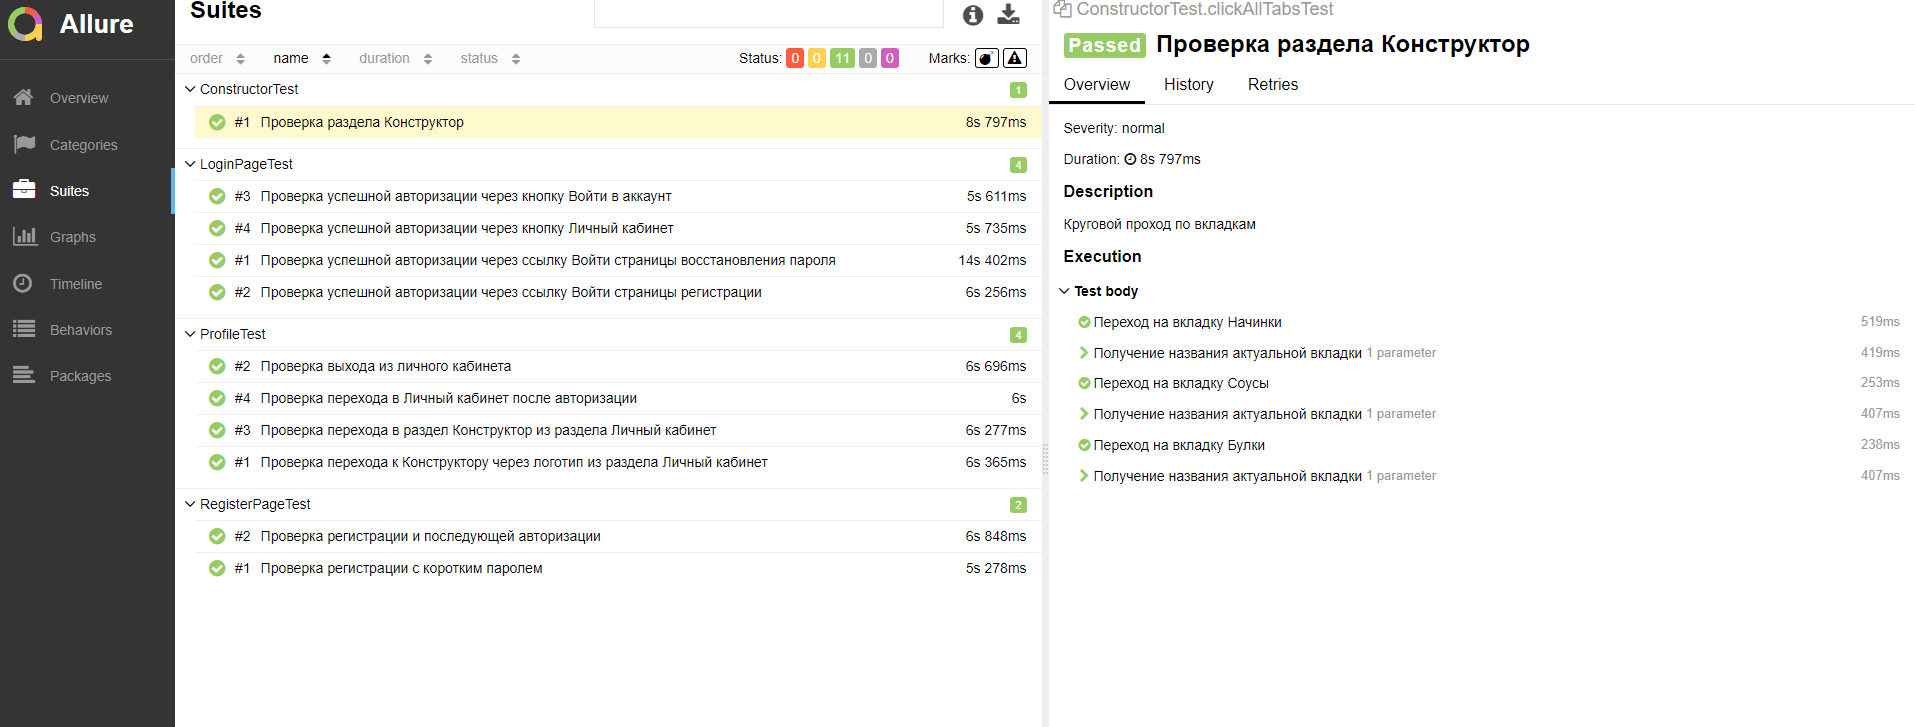 Allure
Overview
Categories
Suites
Graphs
Timeline
Behaviors
Packages
Suites
order name duration status Status: 0 0 11 0 0 Marks:
ConstructorTest 1
#1 Проверка раздела Конструктор 8s 797ms
LoginPageTest 4
#3 Проверка успешной авторизации через кнопку Войти в аккаунт 5s 611ms
#4 Проверка успешной авторизации через кнопку Личный кабинет 5s 735ms
#1 Проверка успешной авторизации через ссылку Войти страницы восстановления пароля 14s 402ms
#2 Проверка успешной авторизации через ссылку Войти страницы регистрации 6s 256ms
ProfileTest 4
#2 Проверка выхода из личного кабинета 6s 696ms
#4 Проверка перехода в Личный кабинет после авторизации 6s
#3 Проверка перехода в раздел Конструктор из раздела Личный кабинет 6s 277ms
#1 Проверка перехода к Конструктору через логотип из раздела Личный кабинет 6s 365ms
RegisterPageTest 2
#2 Проверка регистрации и последующей авторизации 6s 848ms
#1 Проверка регистрации с коротким паролем 5s 278ms
ConstructorTest.clickAllTabsTest
Passed Проверка раздела Конструктор
Overview History Retries
Severity: normal
Duration: 8s 797ms
Description
Круговой проход по вкладкам
Execution
Test body
Переход на вкладку Начинки 519ms
Получение названия актуальной вкладки 1 parameter 419ms
Переход на вкладку Соусы 253ms
Получение названия актуальной вкладки 1 parameter 407ms
Переход на вкладку Булки 238ms
Получение названия актуальной вкладки 1 parameter 407ms